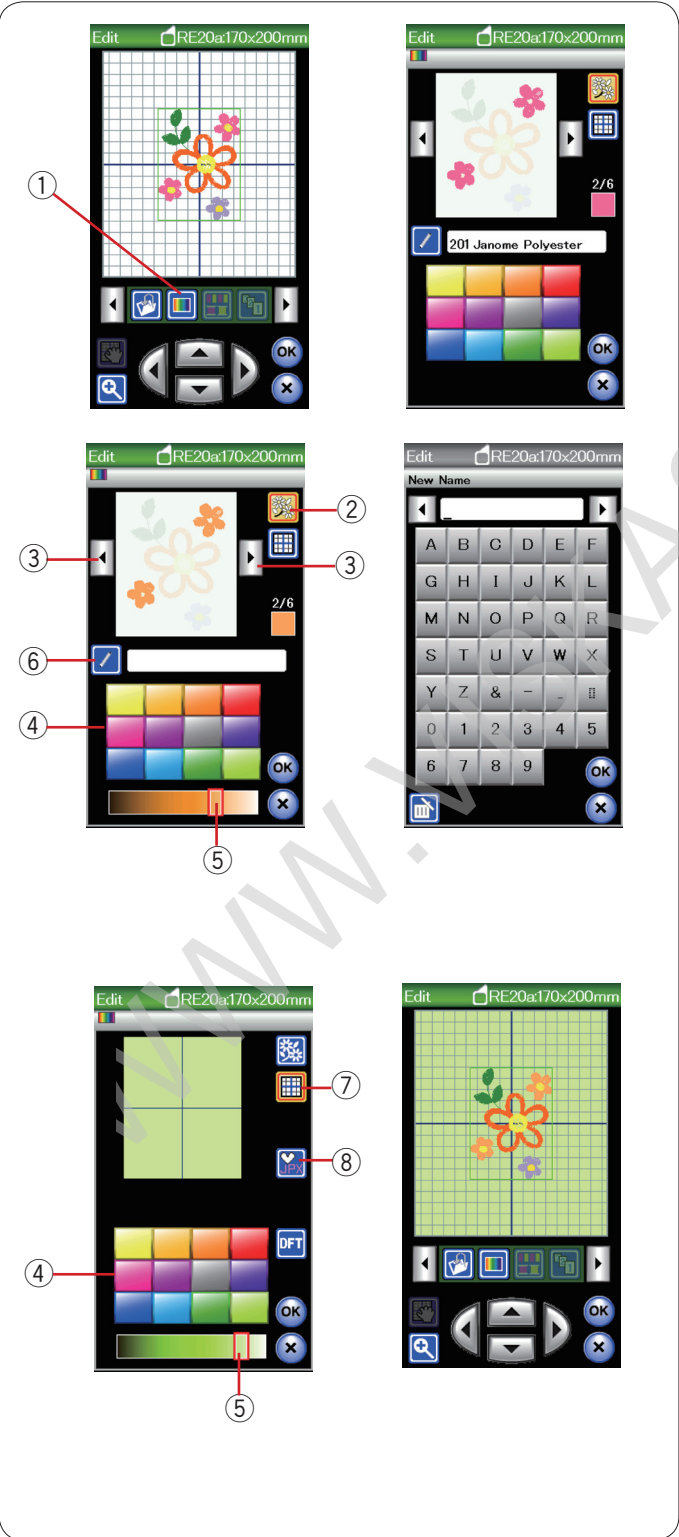 Edit RE20a:170x200mm
①
OK
Edit RE20a:170x200mm
2/6
201 Janome Polyester
OK
Edit RE20a:170x200mm
②
③
③
2/6
⑥
④
OK
⑤
Edit RE20a:170x200mm
New Name
_
A B C D E F
G H I J K L
M N O P Q R
S T U V W X
Y Z & - _
0 1 2 3 4 5
6 7 8 9
OK
Edit RE20a:170x200mm
⑦
JPX
⑧
DFT
④
OK
⑤
Edit RE20a:170x200mm
OK